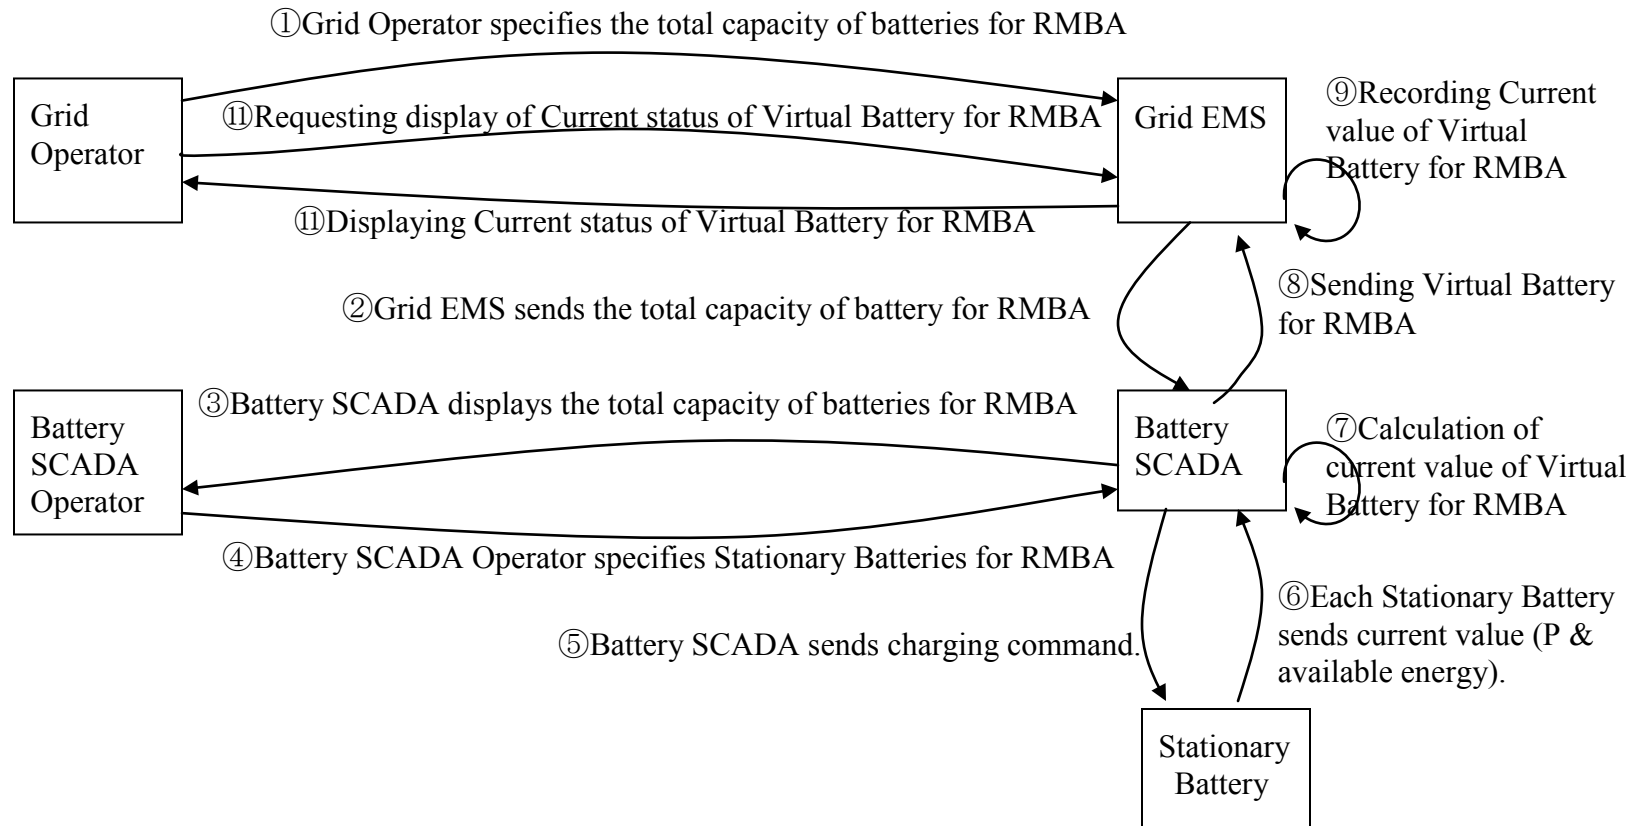 ①Grid Operator specifies the total capacity of batteries for RMBA
Grid
Operator
⑪Requesting display of Current status of Virtual Battery for RMBA
Grid EMS
⑨Recording Current
value of Virtual
Battery for RMBA
⑪Displaying Current status of Virtual Battery for RMBA
②Grid EMS sends the total capacity of battery for RMBA
⑧Sending Virtual Battery
for RMBA
③Battery SCADA displays the total capacity of batteries for RMBA
Battery
SCADA
Operator
Battery
SCADA
⑦Calculation of
current value of Virtual
Battery for RMBA
④Battery SCADA Operator specifies Stationary Batteries for RMBA
⑤Battery SCADA sends charging command.
⑥Each Stationary Battery
sends current value (P &
available energy).
Stationary
Battery